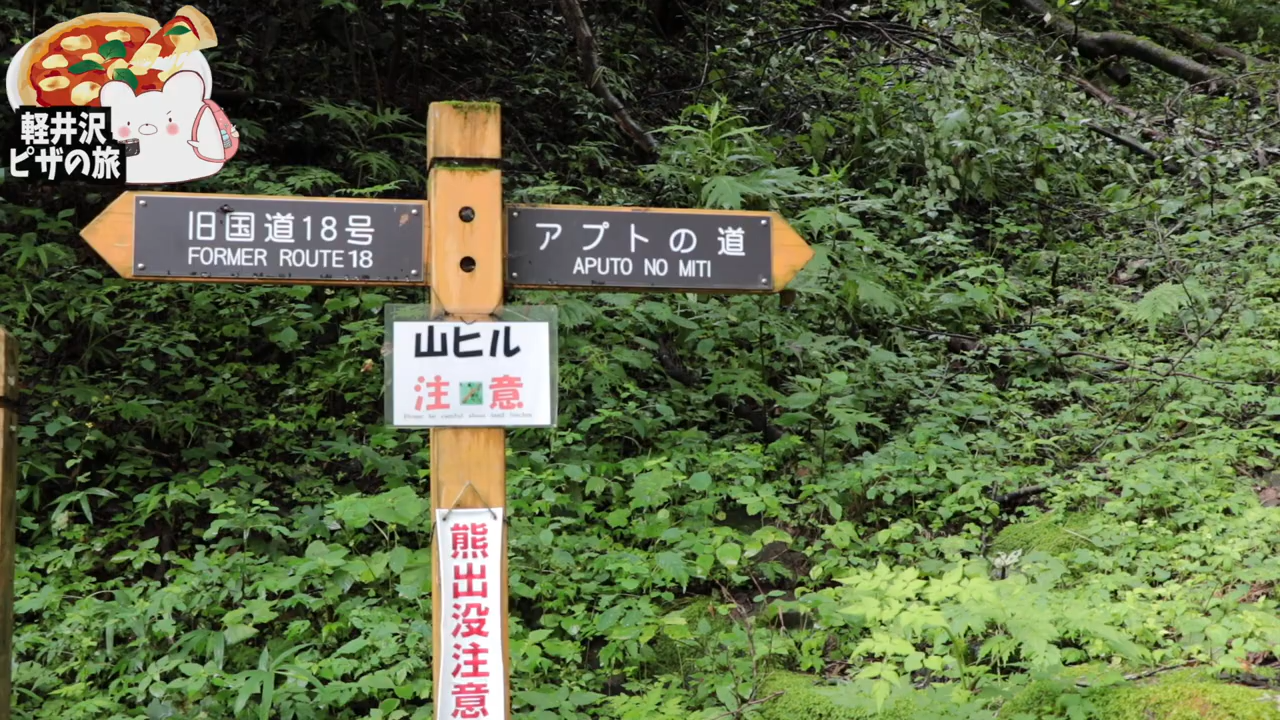 軽井沢
ピザの旅
旧国道18号
FORMER ROUTE 18
アプトの道
APUTO NO MITI
山ヒル
注意
熊出没注意